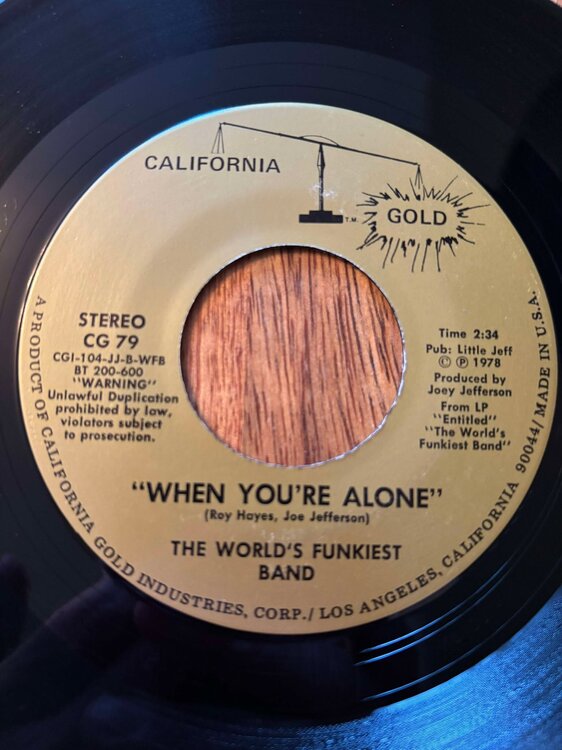 CALIFORNIA
T.M.
GOLD
STEREO
CG 79
CGI-104-JJ-B-WFB
BT 200-600
"WARNING"
Unlawful Duplication
prohibited by law,
violators subject
to prosecution.
Time 2:34
Pub: Little Jeff
© ℗ 1978
Produced by
Joey Jefferson
From LP
"Entitled"
"The World's
Funkiest Band"
"WHEN YOU'RE ALONE"
(Roy Hayes, Joe Jefferson)
THE WORLD'S FUNKIEST
BAND
A PRODUCT OF CALIFORNIA GOLD INDUSTRIES, CORP./ LOS ANGELES, CALIFORNIA 90044/ MADE IN U.S.A.